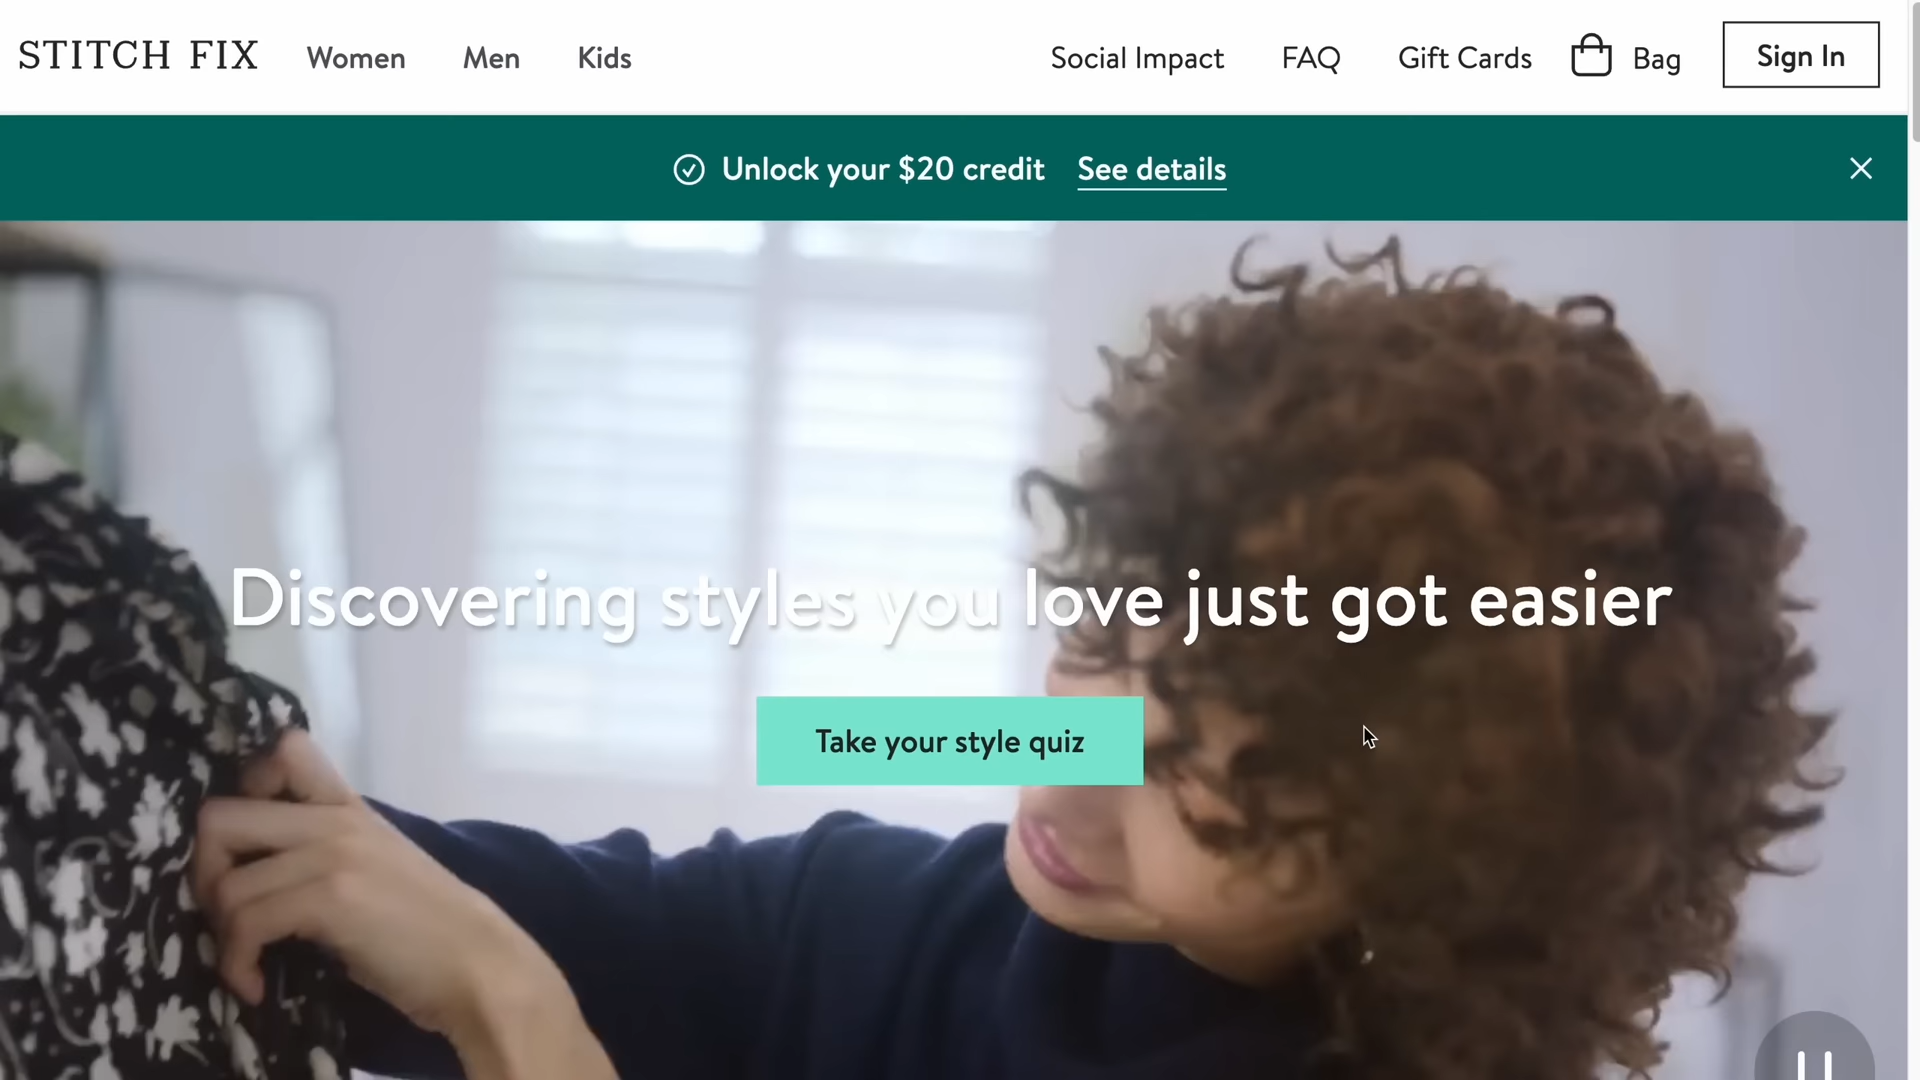 STITCH FIX Women Men Kids Social Impact FAQ Gift Cards Bag Sign In
Unlock your $20 credit See details
Discovering styles you love just got easier
Take your style quiz